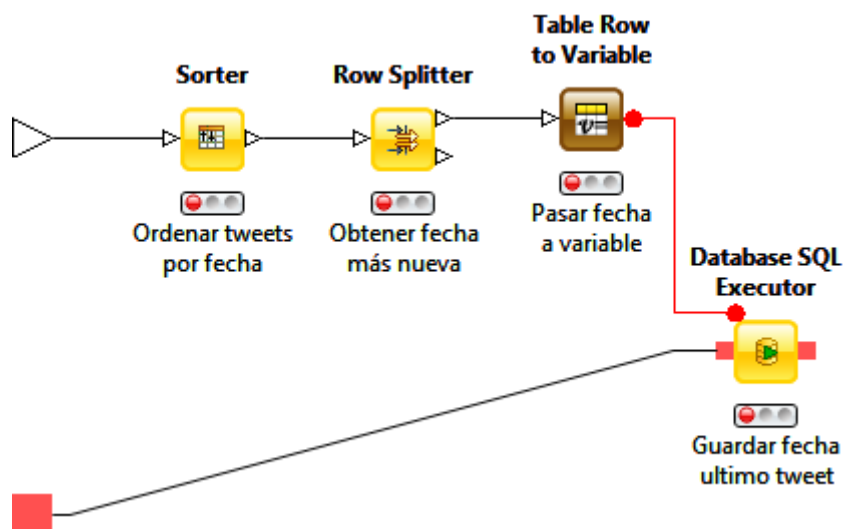 Table Row
to Variable
Sorter
Row Splitter
Ordenar tweets
por fecha
Obtener fecha
más nueva
Pasar fecha
a variable
Database SQL
Executor
Guardar fecha
ultimo tweet